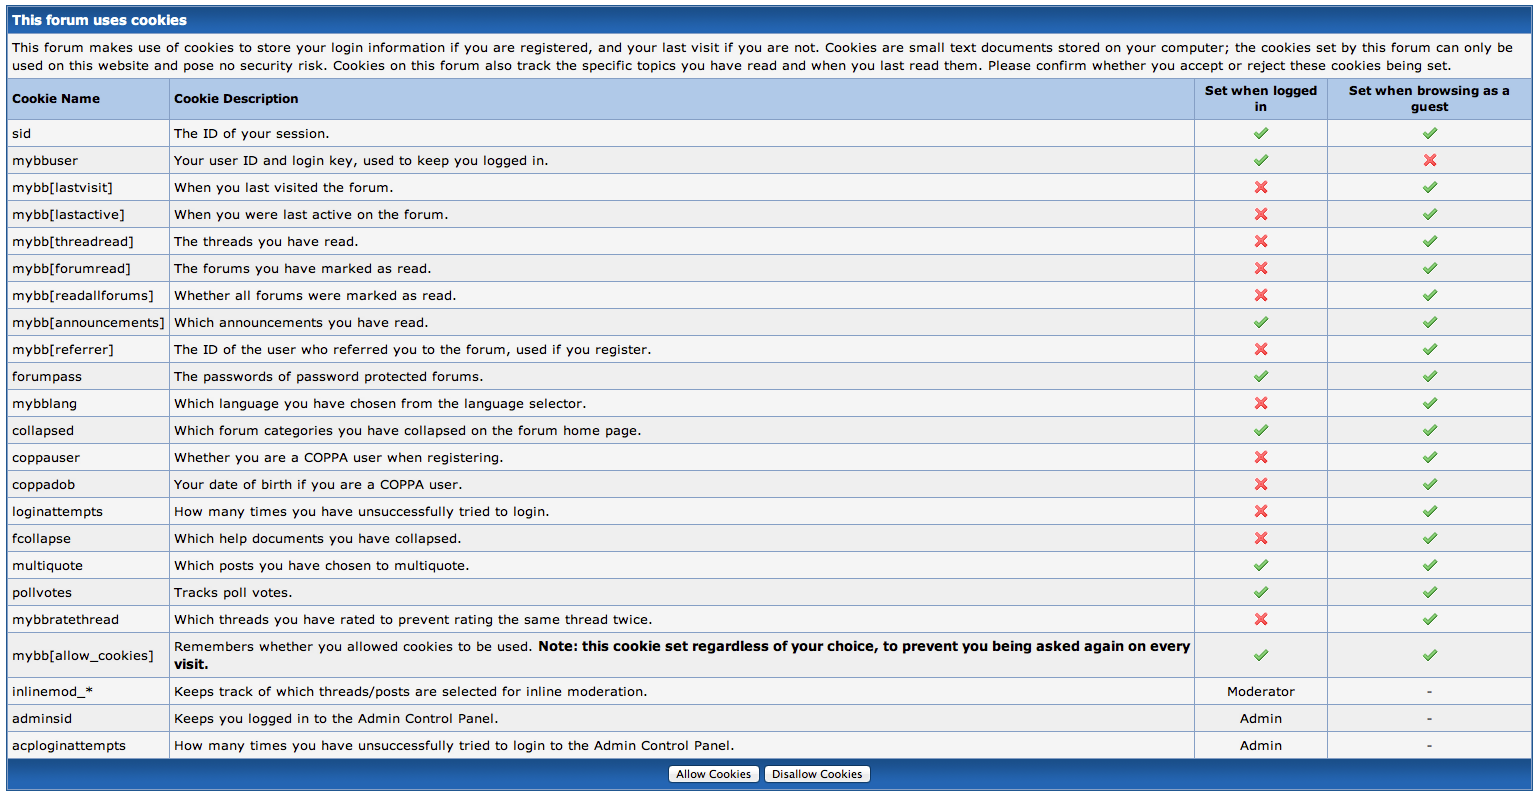 This forum uses cookies
This forum makes use of cookies to store your login information if you are registered, and your last visit if you are not. Cookies are small text documents stored on your computer; the cookies set by this forum can only be
used on this website and pose no security risk. Cookies on this forum also track the specific topics you have read and when you last read them. Please confirm whether you accept or reject these cookies being set.
Cookie Name Cookie Description Set when logged in Set when browsing as a guest
sid The ID of your session.
mybbuser Your user ID and login key, used to keep you logged in.
mybb[lastvisit] When you last visited the forum.
mybb[lastactive] When you were last active on the forum.
mybb[threadread] The threads you have read.
mybb[forumread] The forums you have marked as read.
mybb[readallforums] Whether all forums were marked as read.
mybb[announcements] Which announcements you have read.
mybb[referrer] The ID of the user who referred you to the forum, used if you register.
forumpass The passwords of password protected forums.
mybblang Which language you have chosen from the language selector.
collapsed Which forum categories you have collapsed on the forum home page.
coppauser Whether you are a COPPA user when registering.
coppadob Your date of birth if you are a COPPA user.
loginattempts How many times you have unsuccessfully tried to login.
fcollapse Which help documents you have collapsed.
multiquote Which posts you have chosen to multiquote.
pollvotes Tracks poll votes.
mybbratethread Which threads you have rated to prevent rating the same thread twice.
mybb[allow_cookies] Remembers whether you allowed cookies to be used. Note: this cookie set regardless of your choice, to prevent you being asked again on every
visit.
inlinemod_* Keeps track of which threads/posts are selected for inline moderation. Moderator -
adminsid Keeps you logged in to the Admin Control Panel. Admin -
acploginattempts How many times you have unsuccessfully tried to login to the Admin Control Panel. Admin -
Allow Cookies Disallow Cookies